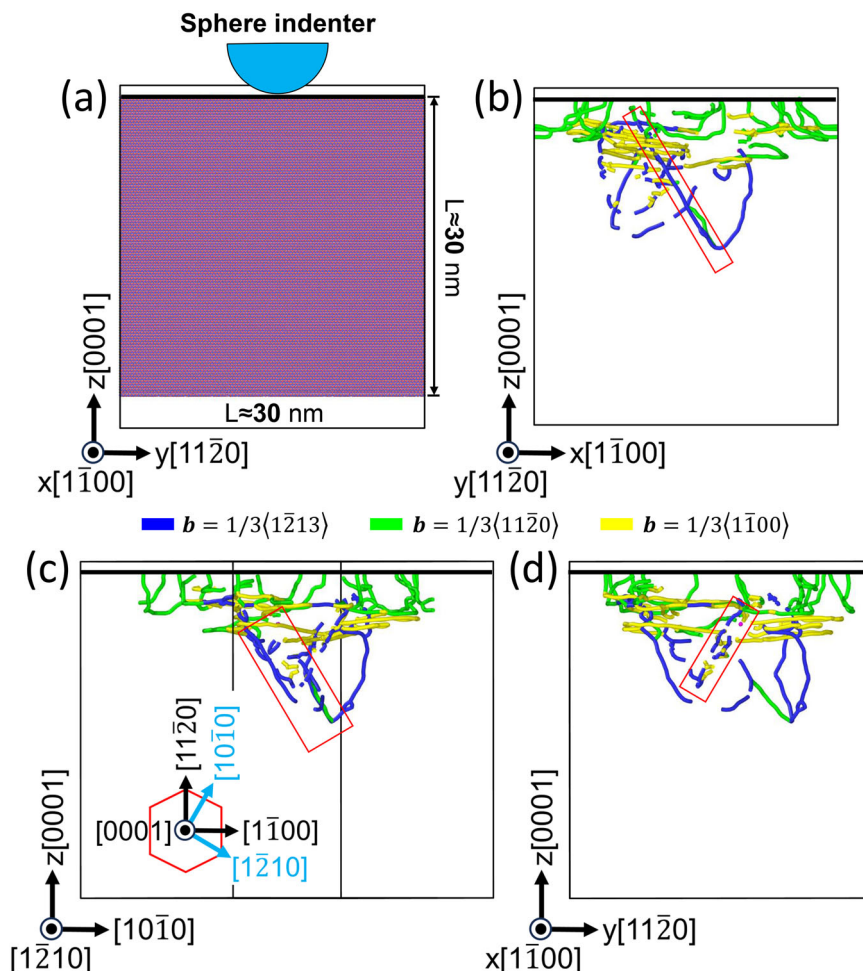 Sphere indenter
(a)
L≈30 nm
L≈30 nm
z[0001]
y[112̅0]
x[11̅00]
(b)
z[0001]
x[11̅00]
y[112̅0]
b = 1/3⟨12̅13⟩
b = 1/3⟨112̅0⟩
b = 1/3⟨11̅00⟩
(c)
[112̅0]
[101̅0]
[0001]
[11̅00]
[12̅10]
z[0001]
[101̅0]
[12̅10]
(d)
z[0001]
y[112̅0]
x[11̅00]